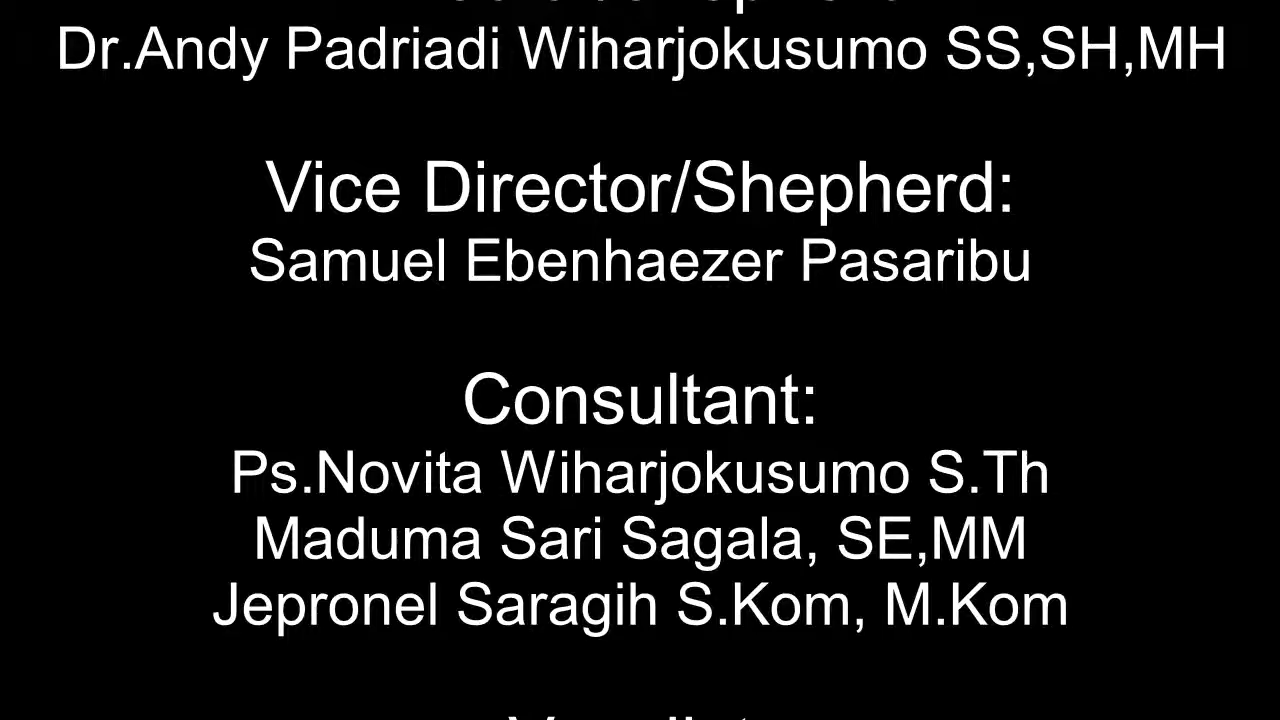 Dr.Andy Padriadi Wiharjokusumo SS,SH,MH
Vice Director/Shepherd:
Samuel Ebenhaezer Pasaribu
Consultant:
Ps.Novita Wiharjokusumo S.Th
Maduma Sari Sagala, SE,MM
Jepronel Saragih S.Kom, M.Kom